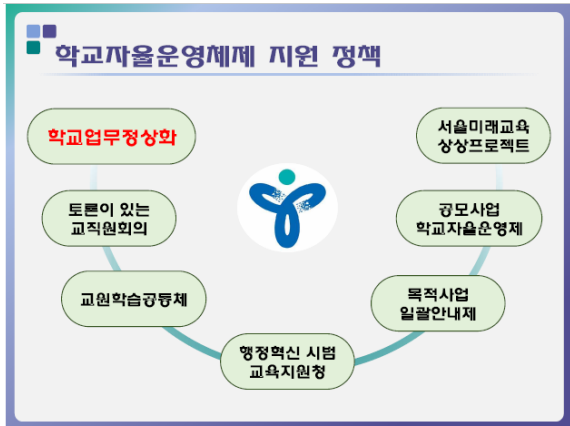 학교자율운영체제 지원 정책
학교업무정상화
토론이 있는
교직원회의
교원학습공동체
행정혁신 시범
교육지원청
목적사업
일괄안내제
공모사업
학교자율운영제
서울미래교육
상상프로젝트